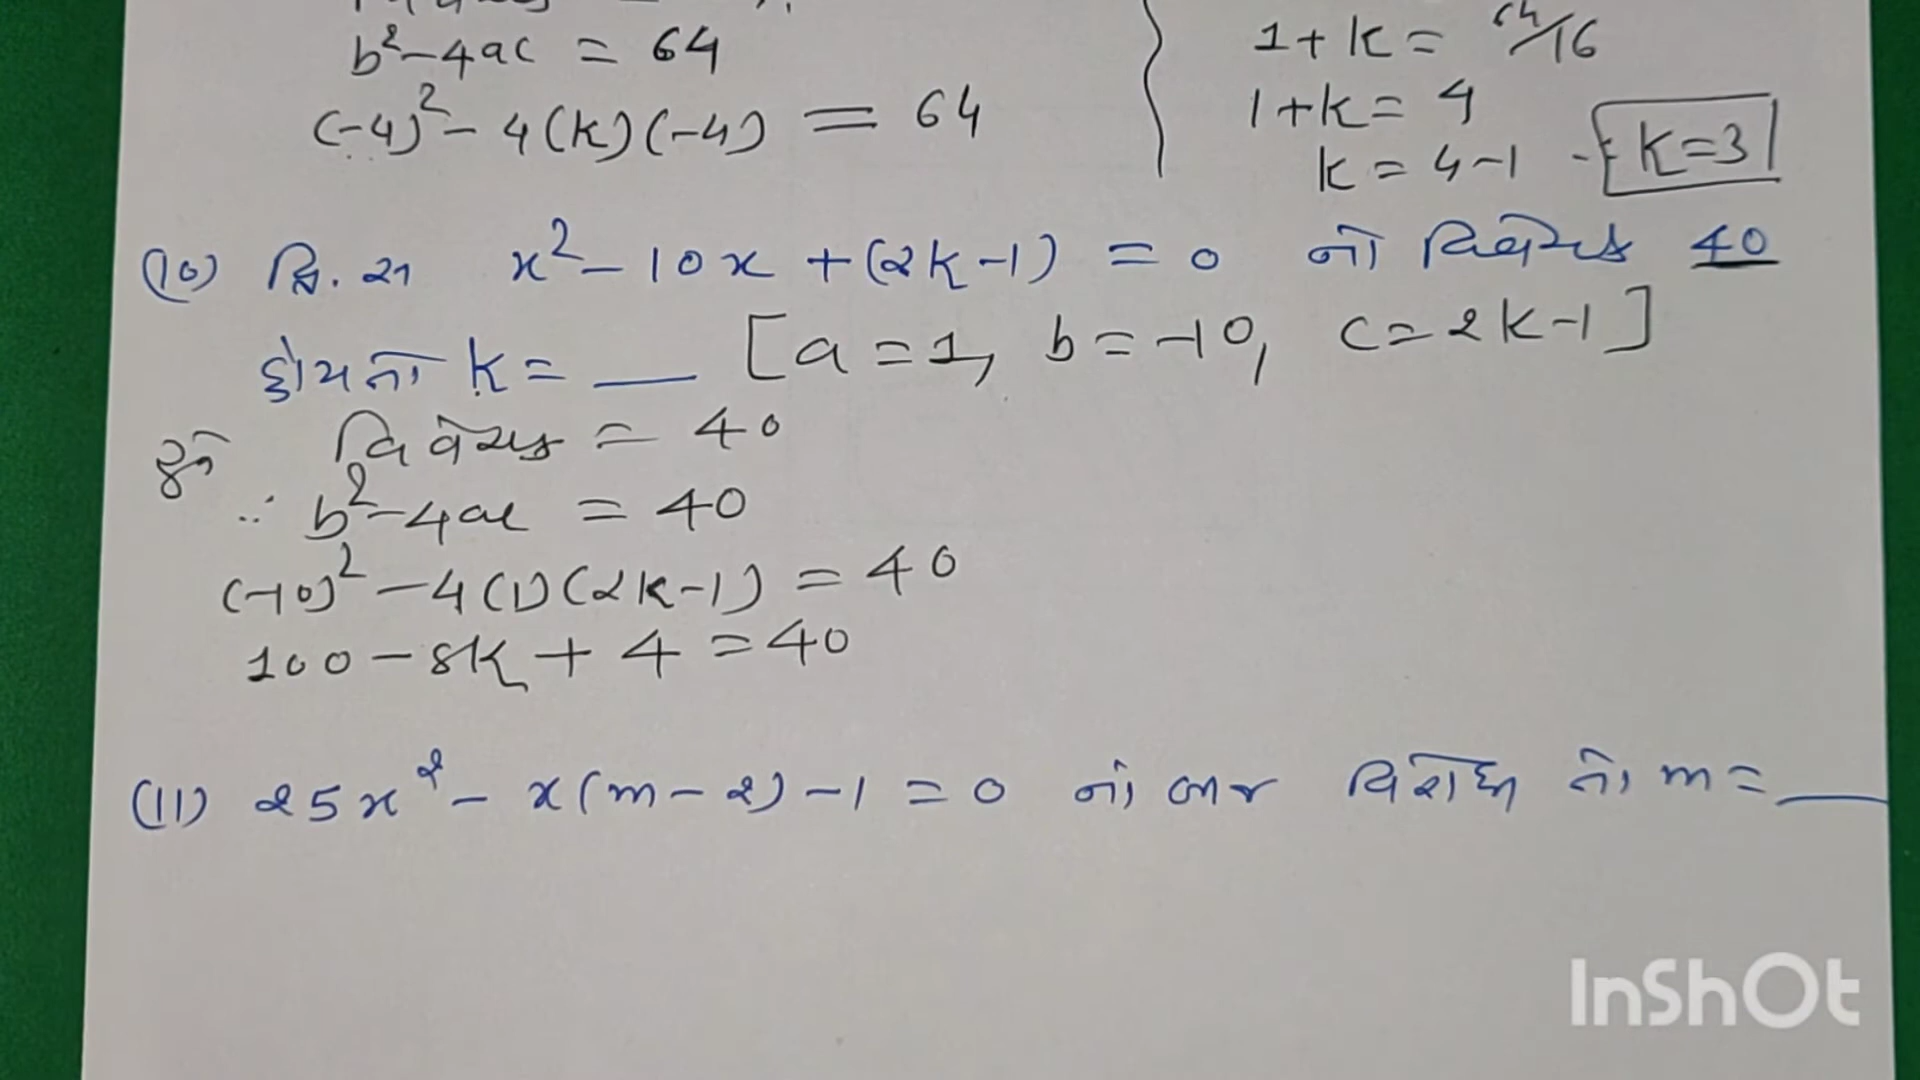 b²-4ac = 64
(-4)² - 4(k)(-4) = 64
1+k = 64/16
1+k = 4
k = 4-1
k=3
(10) દ્વિ. સ x² - 10x + (2k-1) = 0 નો વિવેચક 40
હોય તો k = __ [a=1, b=-10, c=2k-1]
વિવેચક = 40
∴ b²-4ac = 40
(-10)² - 4(1)(2k-1) = 40
100 - 8k + 4 = 40
(11) 25x² - x(m-2) - 1 = 0 નાં બીજ વિરોધી તો m = __
InShOt